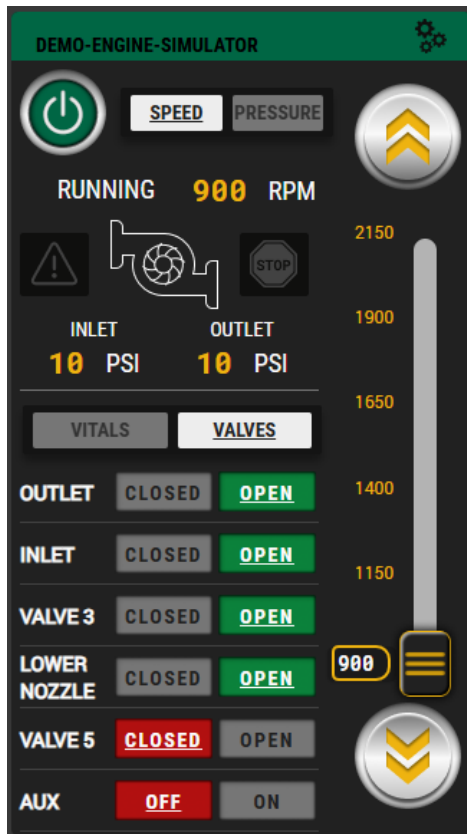 DEMO-ENGINE-SIMULATOR
SPEED PRESSURE
RUNNING 900 RPM
STOP
INLET OUTLET
10 PSI 10 PSI
VITALS VALVES
OUTLET CLOSED OPEN
INLET CLOSED OPEN
VALVE 3 CLOSED OPEN
LOWER
NOZZLE CLOSED OPEN
VALVE 5 CLOSED OPEN
AUX OFF ON
2150
1900
1650
1400
1150
900